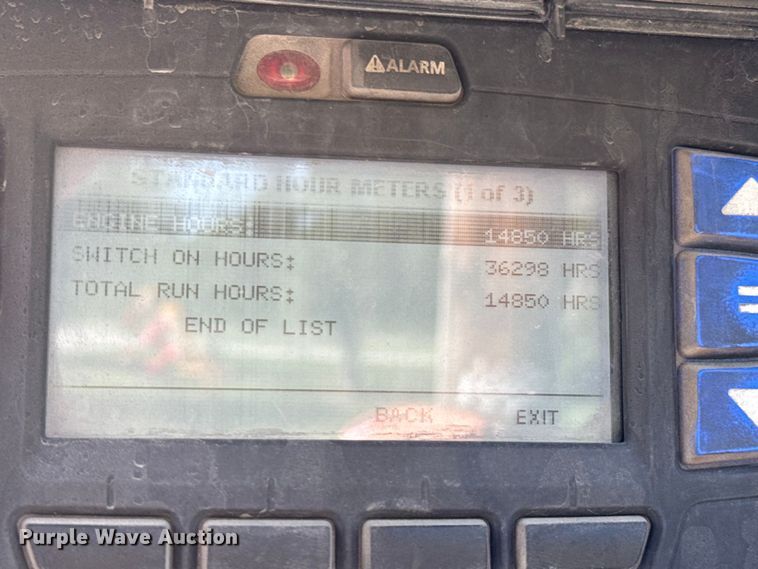 ALARM
STANDARD HOUR METERS (1 of 3)
ENGINE HOURS: 14850 HRS
SWITCH ON HOURS: 36298 HRS
TOTAL RUN HOURS: 14850 HRS
END OF LIST
BACK EXIT
Purple Wave Auction®